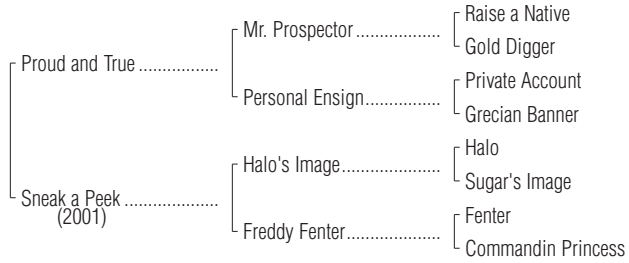 Raise a Native
Mr. Prospector ..................
Gold Digger
Proud and True .................
Private Account
Personal Ensign................
Grecian Banner
Halo
Halo's Image.....................
Sugar's Image
Sneak a Peek ....................
(2001)
Fenter
Freddy Fenter....................
Commandin Princess